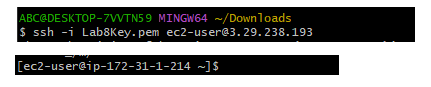 ABC@DESKTOP-7VVTN59 MINGW64 ~/Downloads
$ ssh -i Lab8Key.pem ec2-user@3.29.238.193
[ec2-user@ip-172-31-1-214 ~]$